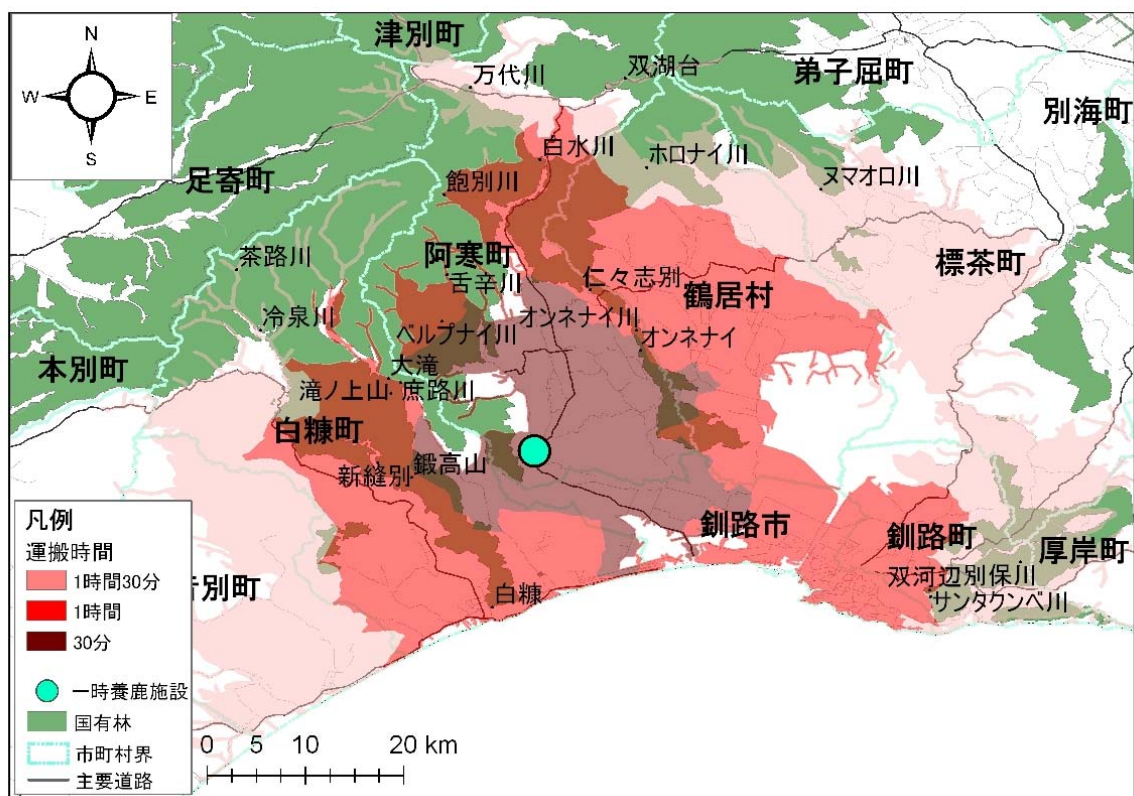 N
W E
S
津別町
万代川
双湖台
弟子屈町
別海町
白水川
ホロナイ川
ヌマオロ川
足寄町
飽別川
茶路川
阿寒町
舌辛川
仁々志別
鶴居村
標茶町
冷泉川
ベルプナイ川
オンネナイ川
オンネナイ
本別町
大滝
滝ノ上山
庶路川
白糠町
新縫別
鍛高山
釧路市
釧路町
厚岸町
双河辺別保川
サンタクンベ川
白糠
別町
凡例
運搬時間
1時間30分
1時間
30分
一時養鹿施設
国有林
市町村界
主要道路
0 5 10 20 km